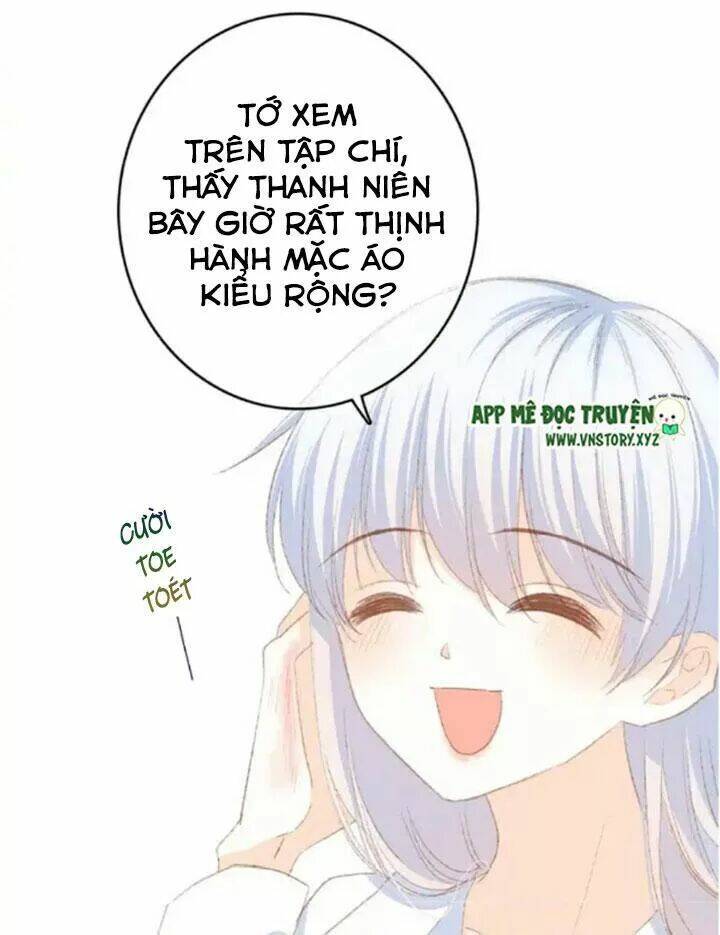 TỚ XEM
TRÊN TẬP CHÍ,
THẤY THANH NIÊN
BÂY GIỜ RẤT THỊNH
HÀNH MẶC ÁO
KIỂU RỘNG?
APP MÊ ĐỌC TRUYỆN
WWW.VNSTORY.XYZ
CƯỜI
TOE
TOÉT